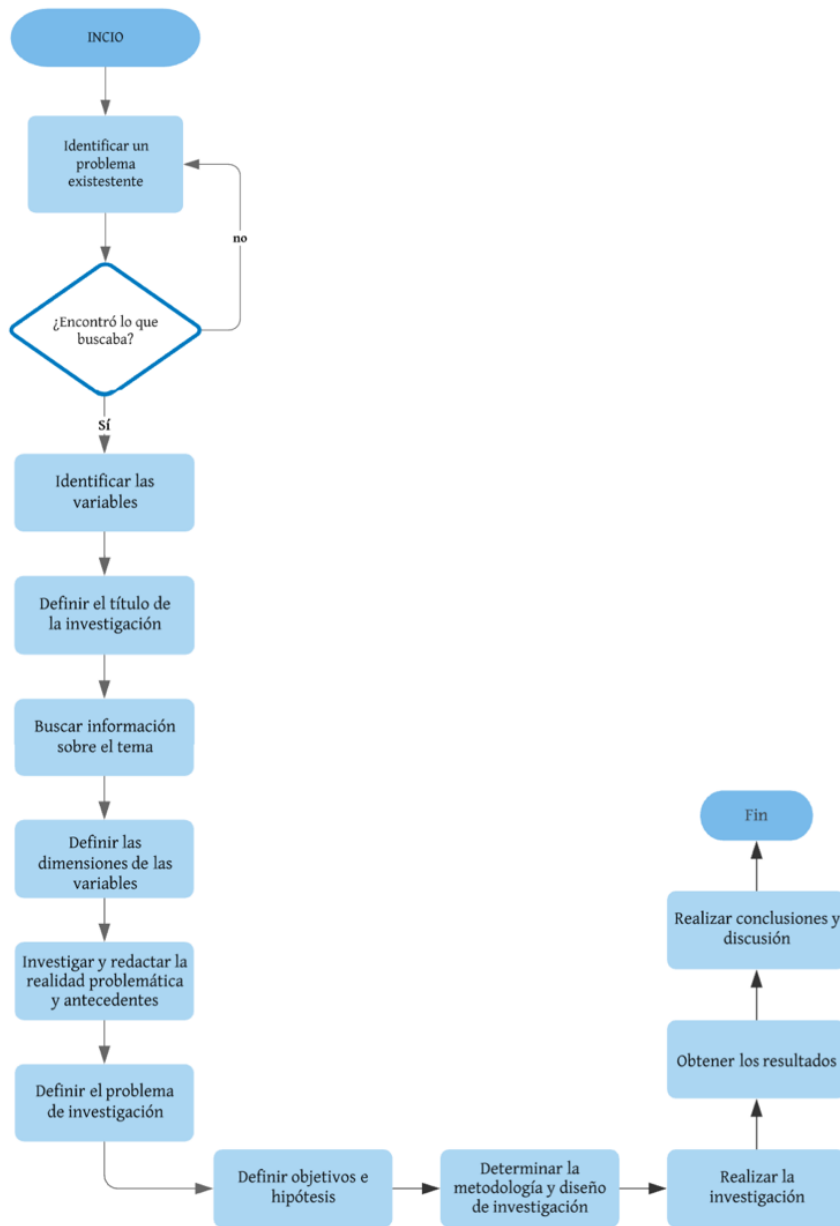 INCIO
Identificar un
problema
existestente
no
¿Encontró lo que
buscaba?
Sí
Identificar las
variables
Definir el título de
la investigación
Buscar información
sobre el tema
Definir las
dimensiones de las
variables
Investigar y redactar la
realidad problemática
y antecedentes
Definir el problema
de investigación
Definir objetivos e
hipótesis
Determinar la
metodología y diseño
de investigación
Realizar la
investigación
Obtener los resultados
Realizar conclusiones y
discusión
Fin